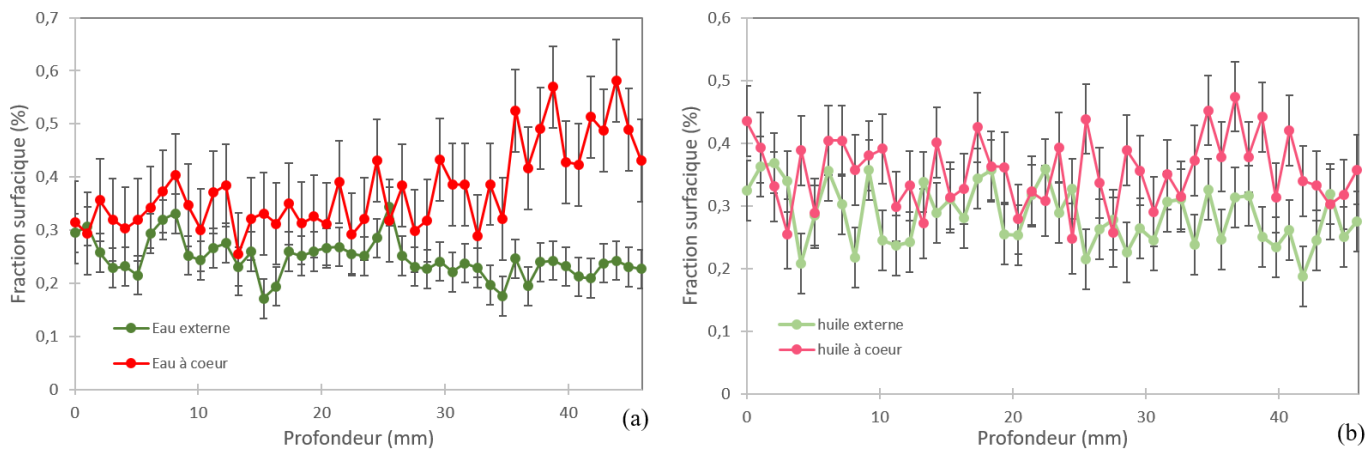 0,7
0,6
0,5
0,4
0,3
0,2
0,1
0
Fraction surfacique (%)
Eau externe
Eau à coeur
0
10
20
30
40
Profondeur (mm)
(a)
0,6
0,5
0,4
0,3
0,2
0,1
0
Fraction surfacique (%)
huile externe
huile à coeur
0
10
20
30
40
Profondeur (mm)
(b)